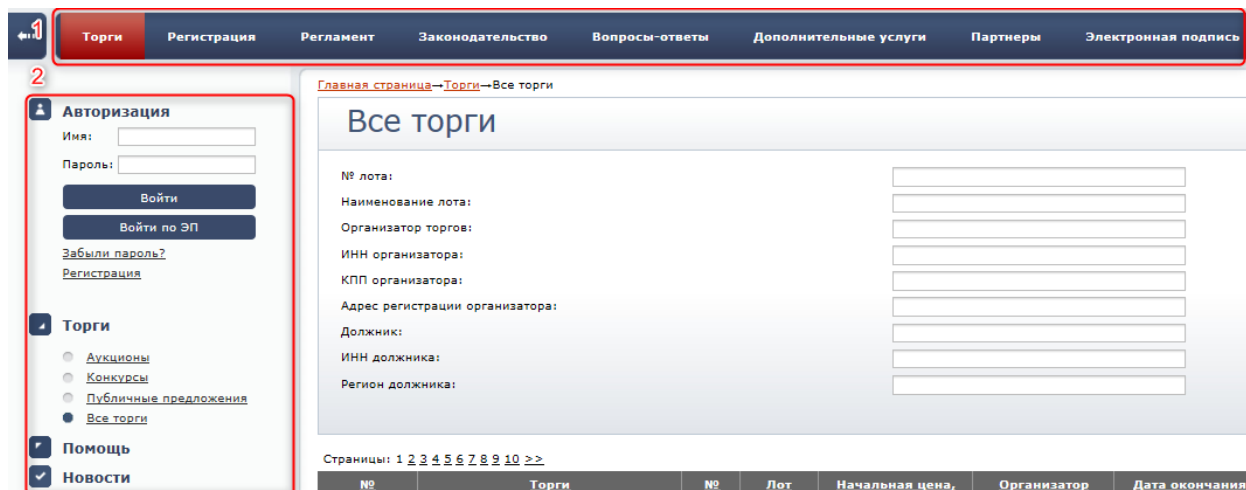 1
Торги Регистрация Регламент Законодательство Вопросы-ответы Дополнительные услуги Партнеры Электронная подпись
2
Авторизация
Имя:
Пароль:
Войти
Войти по ЭП
Забыли пароль?
Регистрация
Торги
Аукционы
Конкурсы
Публичные предложения
Все торги
Помощь
Новости
Главная страница→Торги→Все торги
Все торги
№ лота:
Наименование лота:
Организатор торгов:
ИНН организатора:
КПП организатора:
Адрес регистрации организатора:
Должник:
ИНН должника:
Регион должника:
Страницы: 1 2 3 4 5 6 7 8 9 10 >>
№ Торги № Лот Начальная цена, Организатор Дата окончания